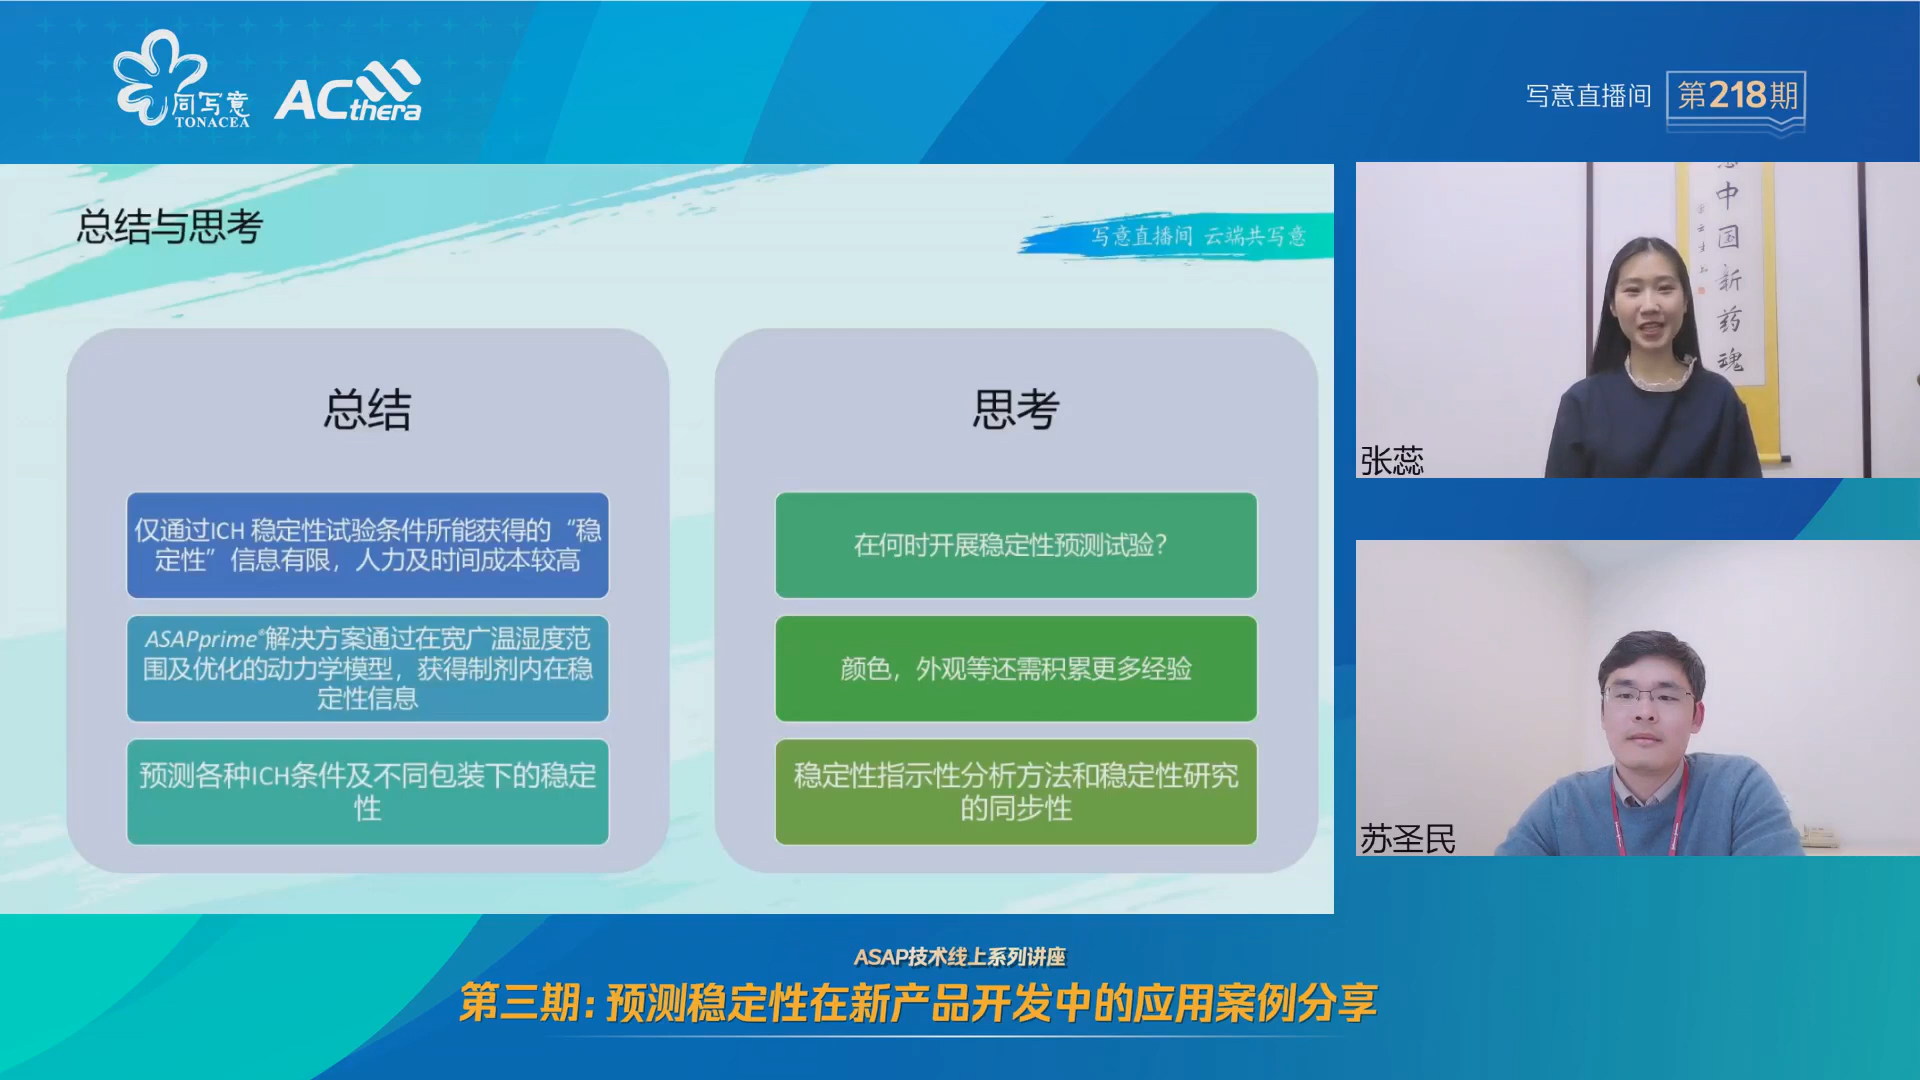 同写意
TONACEA
ACthera
写意直播间
第218期
总结与思考
写意直播间 云端共写意
总结
仅通过ICH 稳定性试验条件所能获得的“稳
定性”信息有限，人力及时间成本较高
ASAPprime®解决方案通过在宽广温湿度范
围及优化的动力学模型，获得制剂内在稳
定性信息
预测各种ICH条件及不同包装下的稳定
性
思考
在何时开展稳定性预测试验？
颜色，外观等还需积累更多经验
稳定性指示性分析方法和稳定性研究
的同步性
中国新药魂
张蕊
苏圣民
ASAP技术线上系列讲座
第三期：预测稳定性在新产品开发中的应用案例分享